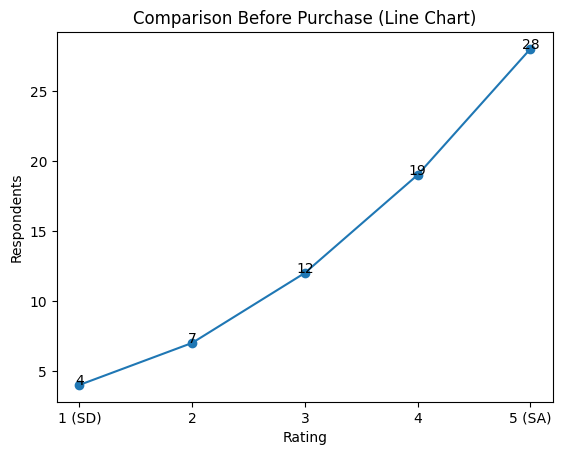 Comparison Before Purchase (Line Chart)
Respondents
25
20
15
10
5
4
7
12
19
28
1 (SD)
2
3
4
5 (SA)
Rating